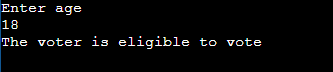 Enter age
18
The voter is eligible to vote